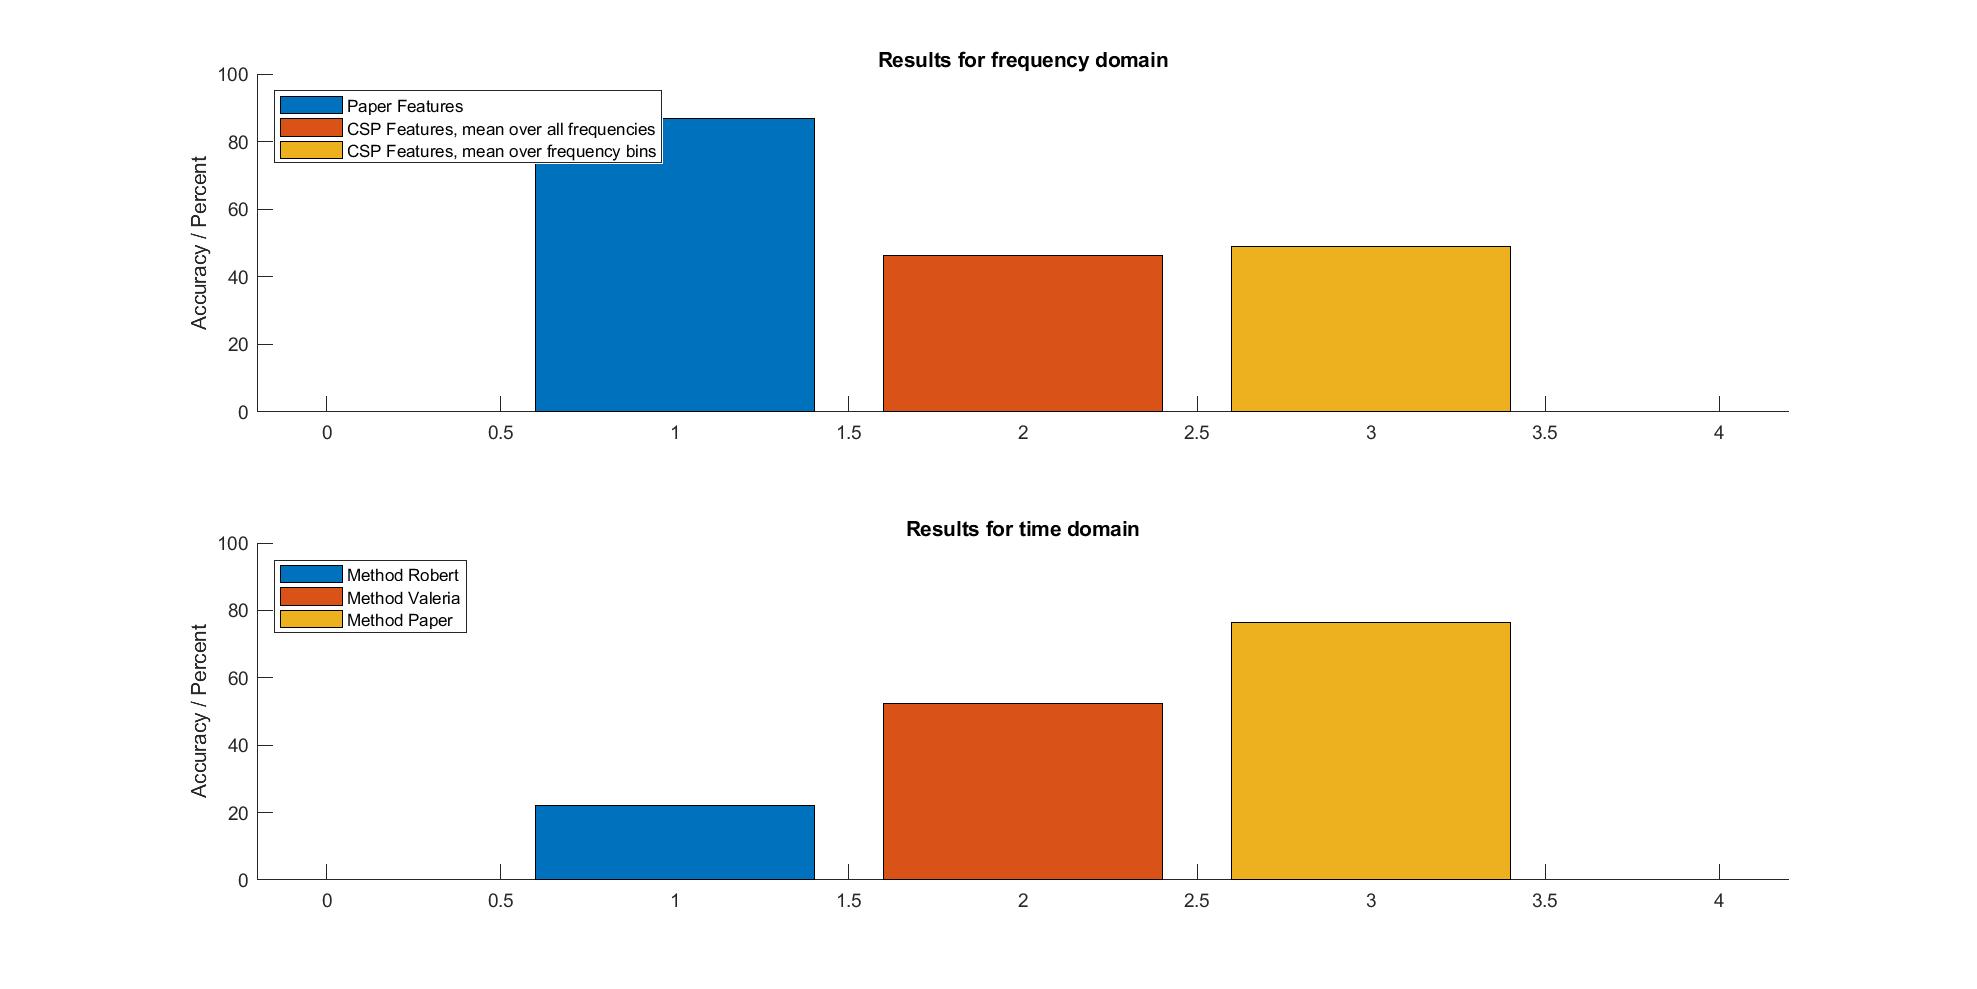 Results for frequency domain
100
80
60
40
20
0
Accuracy / Percent
Paper Features
CSP Features, mean over all frequencies
CSP Features, mean over frequency bins
0 0.5 1 1.5 2 2.5 3 3.5 4
Results for time domain
100
80
60
40
20
0
Accuracy / Percent
Method Robert
Method Valeria
Method Paper
0 0.5 1 1.5 2 2.5 3 3.5 4